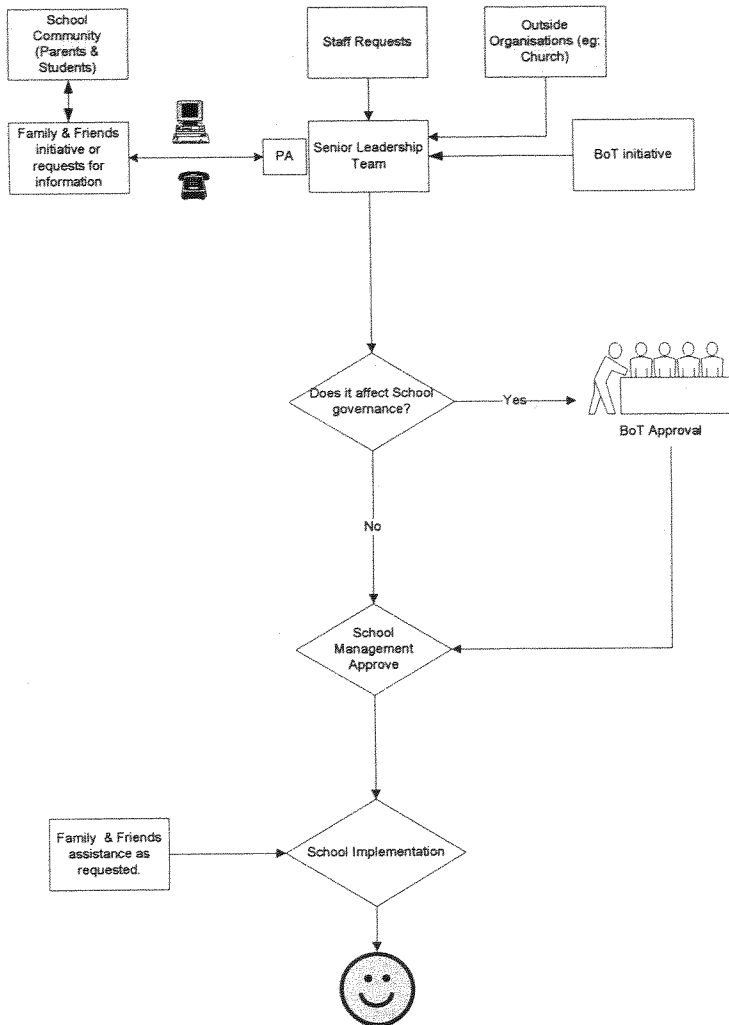 School
Community
(Parents &
Students)
Staff Requests
Outside
Organisations (eg:
Church)
Family & Friends
initiative or
requests for
information
PA
Senior Leadership
Team
BoT initiative
Does it affect School
governance?
Yes
BoT Approval
No
School
Management
Approve
Family & Friends
assistance as
requested.
School Implementation